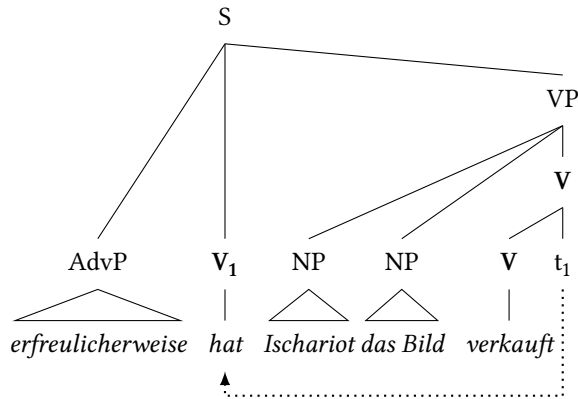 S
VP
V
AdvP V₁ NP NP V t₁
erfreulicherweise hat Ischariot das Bild verkauft